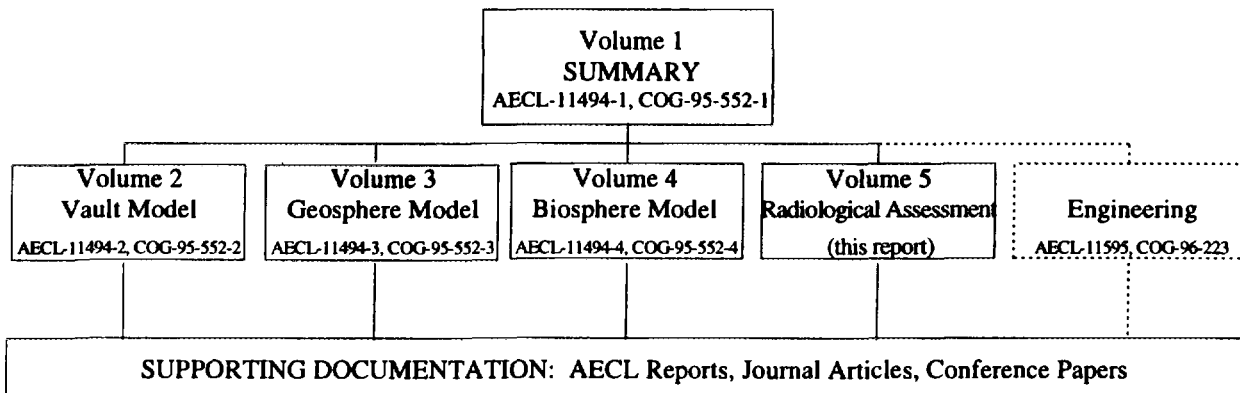 Volume 1
SUMMARY
AECL-11494-1, COG-95-552-1
Volume 2
Vault Model
AECL-11494-2, COG-95-552-2
Volume 3
Geosphere Model
AECL-11494-3, COG-95-552-3
Volume 4
Biosphere Model
AECL-11494-4, COG-95-552-4
Volume 5
Radiological Assessment
(this report)
Engineering
AECL-11595, COG-96-223
SUPPORTING DOCUMENTATION: AECL Reports, Journal Articles, Conference Papers